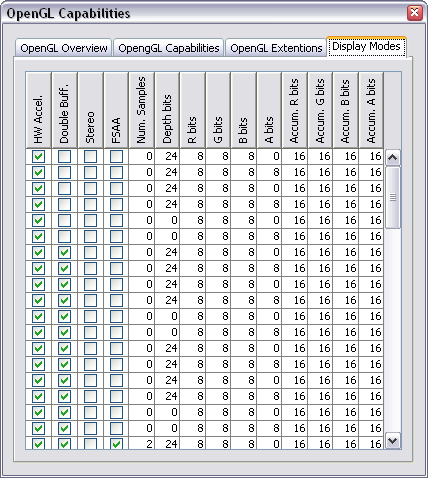 OpenGL Capabilities
OpenGL Overview OpengGL Capabilities OpenGL Extentions Display Modes
HW Accel. Double Buff. Stereo FSAA Num. Samples Depth bits R bits G bits B bits A bits Accum. R bits Accum. G bits Accum. B bits Accum. A bits
0 24 8 8 8 0 16 16 16 16
0 24 8 8 8 8 16 16 16 16
0 24 8 8 8 0 16 16 16 16
0 24 8 8 8 8 16 16 16 16
0 0 8 8 8 0 16 16 16 16
0 0 8 8 8 8 16 16 16 16
0 24 8 8 8 0 16 16 16 16
0 24 8 8 8 8 16 16 16 16
0 24 8 8 8 0 16 16 16 16
0 24 8 8 8 8 16 16 16 16
0 0 8 8 8 0 16 16 16 16
0 0 8 8 8 8 16 16 16 16
0 24 8 8 8 0 16 16 16 16
0 24 8 8 8 8 16 16 16 16
0 24 8 8 8 0 16 16 16 16
0 24 8 8 8 8 16 16 16 16
0 0 8 8 8 0 16 16 16 16
0 0 8 8 8 8 16 16 16 16
2 24 8 8 8 0 16 16 16 16